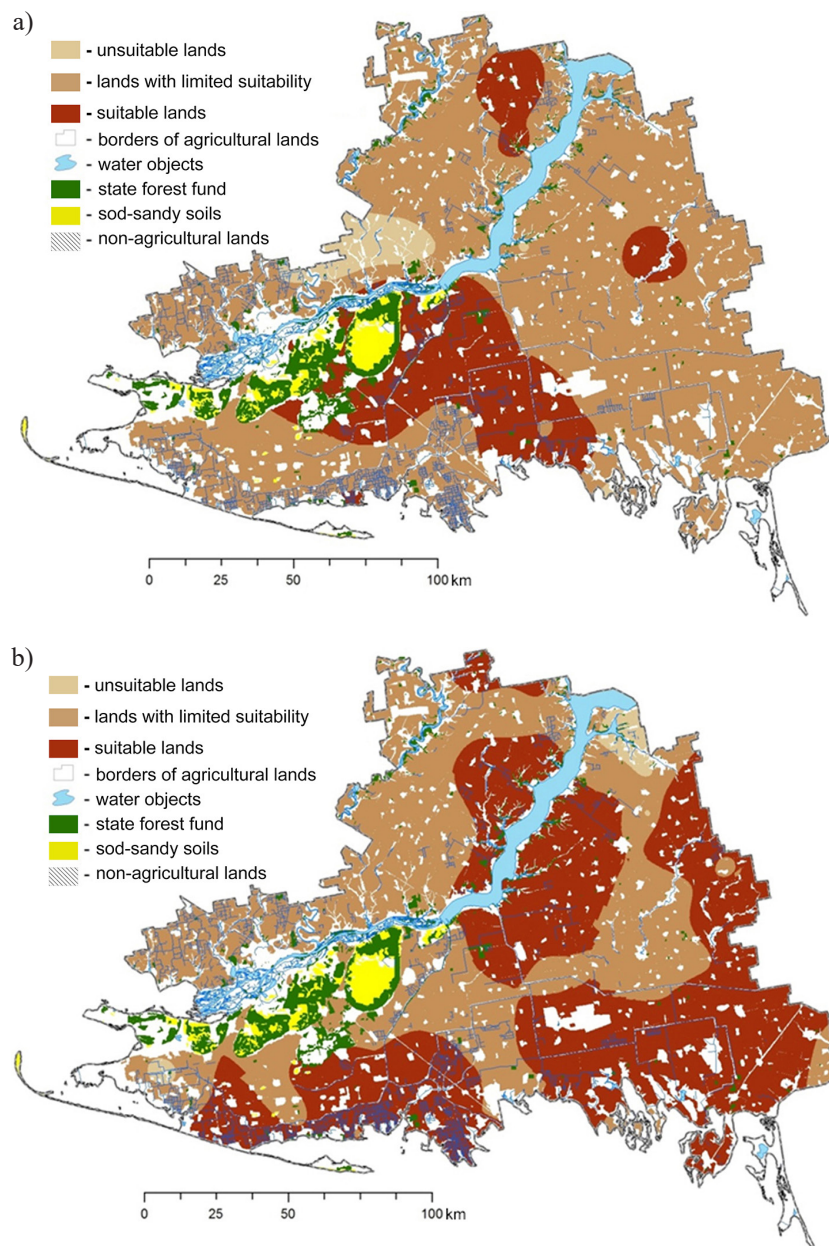 a)
- unsuitable lands
- lands with limited suitability
- suitable lands
- borders of agricultural lands
- water objects
- state forest fund
- sod-sandy soils
- non-agricultural lands
0 25 50 100 km
b)
- unsuitable lands
- lands with limited suitability
- suitable lands
- borders of agricultural lands
- water objects
- state forest fund
- sod-sandy soils
- non-agricultural lands
0 25 50 100 km